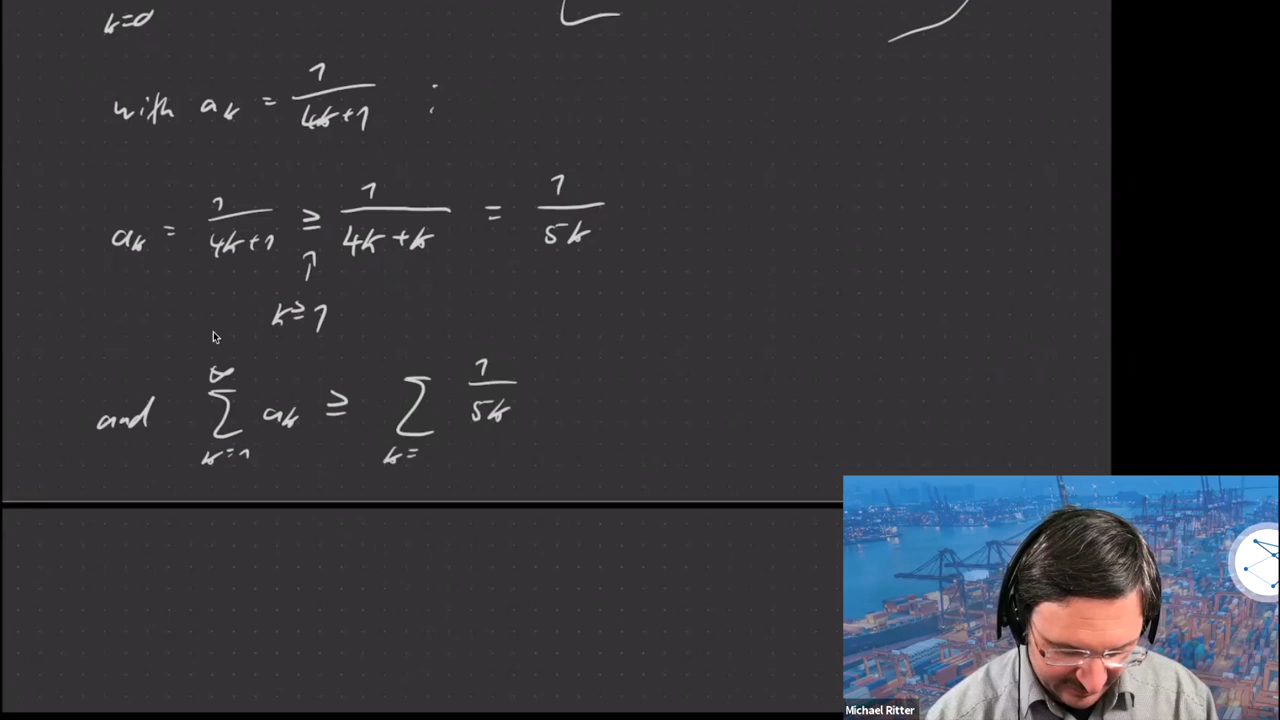 k=0
with a_k = 1/(4k+1) :
a_k = 1/(4k+1) ≥ 1/(4k+k) = 1/(5k)
↑
k≥1
and ∑_{k=1}^{∞} a_k ≥ ∑_{k=} 1/(5k)
Michael Ritter